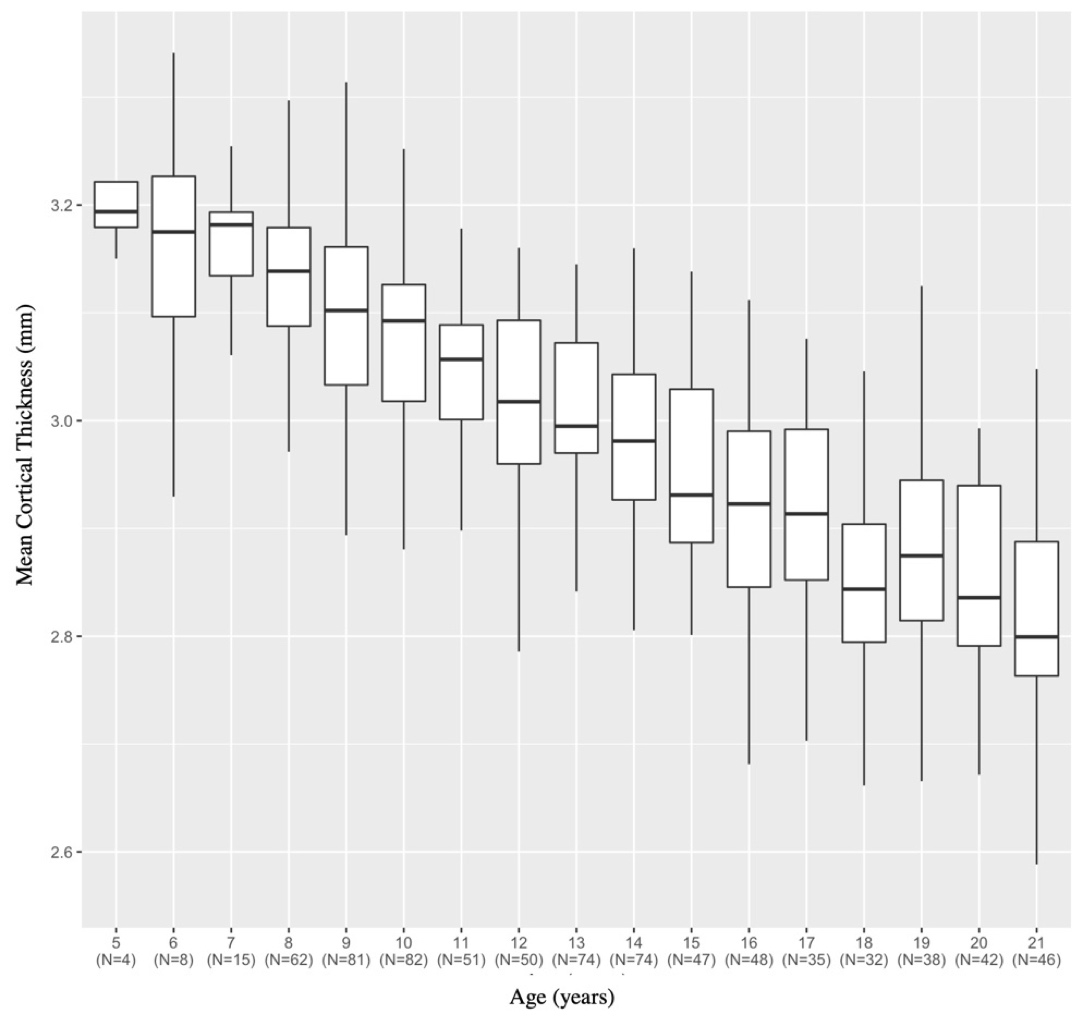 Mean Cortical Thickness (mm)
3.2
3.0
2.8
2.6
5 6 7 8 9 10 11 12 13 14 15 16 17 18 19 20 21
(N=4) (N=8) (N=15) (N=62) (N=81) (N=82) (N=51) (N=50) (N=74) (N=74) (N=47) (N=48) (N=35) (N=32) (N=38) (N=42) (N=46)
Age (years)